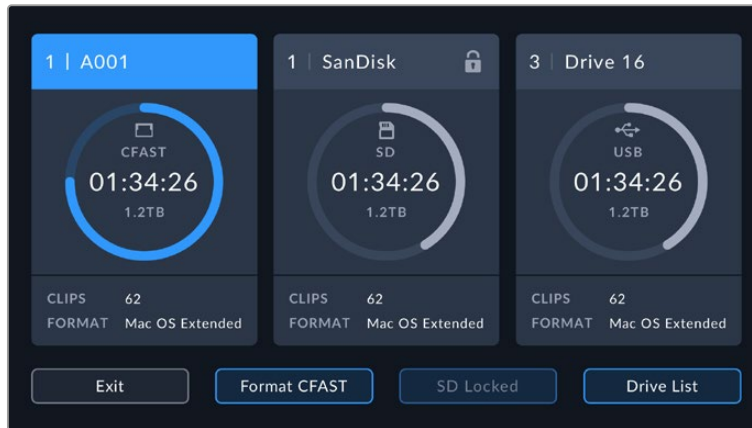 1 | A001
CFAST
01:34:26
1.2TB
CLIPS 62
FORMAT Mac OS Extended
1 | SanDisk
SD
01:34:26
1.2TB
CLIPS 62
FORMAT Mac OS Extended
3 | Drive 16
USB
01:34:26
1.2TB
CLIPS 62
FORMAT Mac OS Extended
Exit
Format CFAST
SD Locked
Drive List